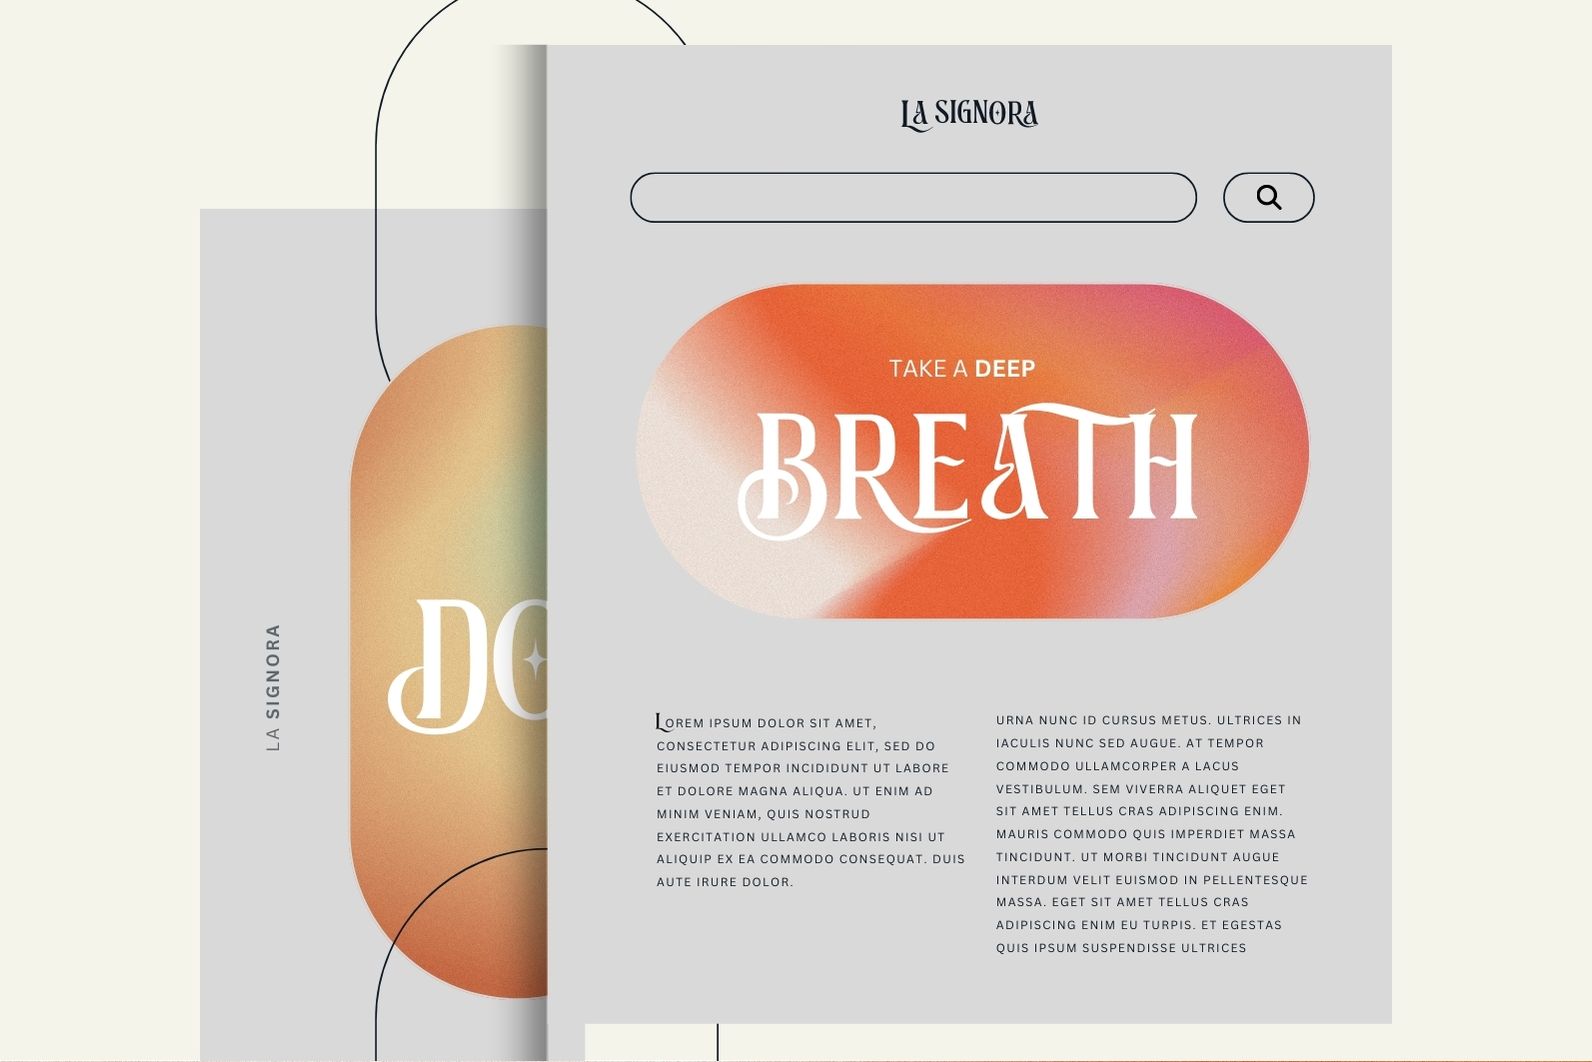 LA SIGNORA
TAKE A DEEP
BREATH
LOREM IPSUM DOLOR SIT AMET,
CONSECTETUR ADIPISCING ELIT, SED DO
EIUSMOD TEMPOR INCIDIDUNT UT LABORE
ET DOLORE MAGNA ALIQUA. UT ENIM AD
MINIM VENIAM, QUIS NOSTRUD
EXERCITATION ULLAMCO LABORIS NISI UT
ALIQUIP EX EA COMMODO CONSEQUAT. DUIS
AUTE IRURE DOLOR.
URNA NUNC ID CURSUS METUS. ULTRICES IN
IACULIS NUNC SED AUGUE. AT TEMPOR
COMMODO ULLAMCORPER A LACUS
VESTIBULUM. SEM VIVERRA ALIQUET EGET
SIT AMET TELLUS CRAS ADIPISCING ENIM.
MAURIS COMMODO QUIS IMPERDIET MASSA
TINCIDUNT. UT MORBI TINCIDUNT AUGUE
INTERDUM VELIT EUISMOD IN PELLENTESQUE
MASSA. EGET SIT AMET TELLUS CRAS
ADIPISCING ENIM EU TURPIS. ET EGESTAS
QUIS IPSUM SUSPENDISSE ULTRICES
LA SIGNORA